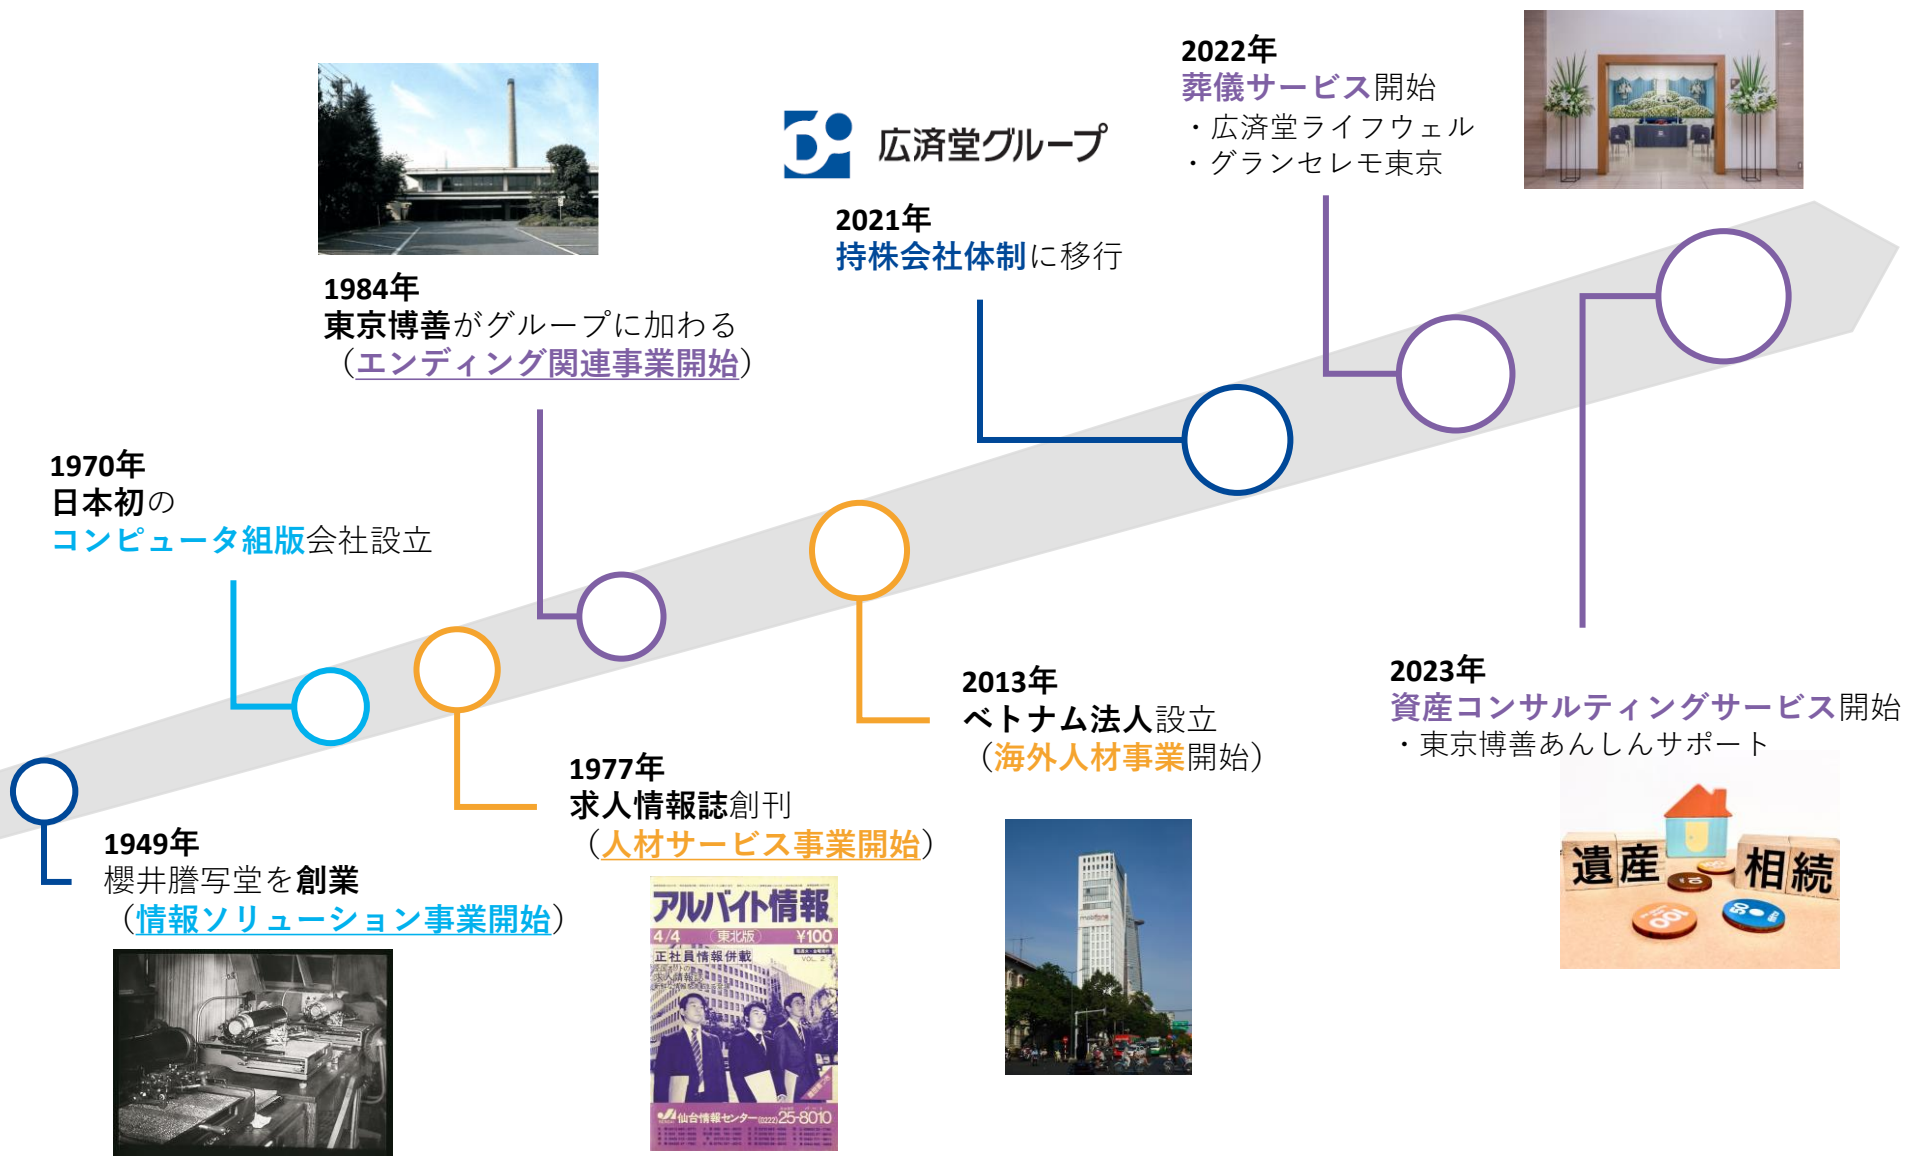 1949年
櫻井謄写堂を創業
（情報ソリューション事業開始）
1970年
日本初の
コンピュータ組版会社設立
1977年
求人情報誌創刊
（人材サービス事業開始）
アルバイト情報
4/4 東北版 ¥100
正社員情報併載
VOL. 2
仙台情報センター(0222)25-8010
1984年
東京博善がグループに加わる
（エンディング関連事業開始）
2013年
ベトナム法人設立
（海外人材事業開始）
mobifone
広済堂グループ
2021年
持株会社体制に移行
2022年
葬儀サービス開始
・広済堂ライフウェル
・グランセレモ東京
2023年
資産コンサルティングサービス開始
・東京博善あんしんサポート
遺産 相続
10
100
50